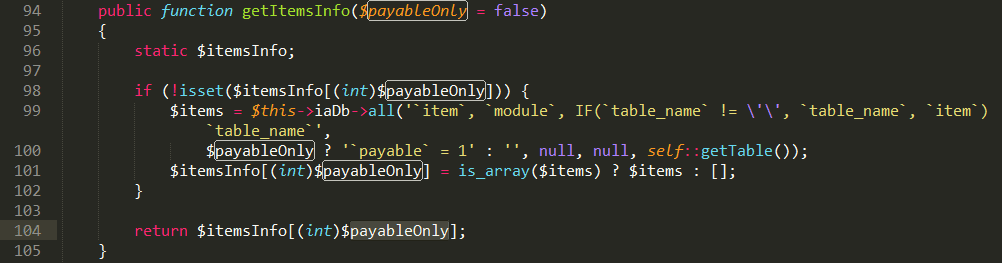 94 public function getItemsInfo($payableOnly = false)
95 {
96 static $itemsInfo;
97
98 if (!isset($itemsInfo[(int)$payableOnly])) {
99 $items = $this->iaDb->all('`item`, `module`, IF(`table_name` != \'\', `table_name`, `item`)
`table_name`',
100 $payableOnly ? '`payable` = 1' : '', null, null, self::getTable());
101 $itemsInfo[(int)$payableOnly] = is_array($items) ? $items : [];
102 }
103
104 return $itemsInfo[(int)$payableOnly];
105 }